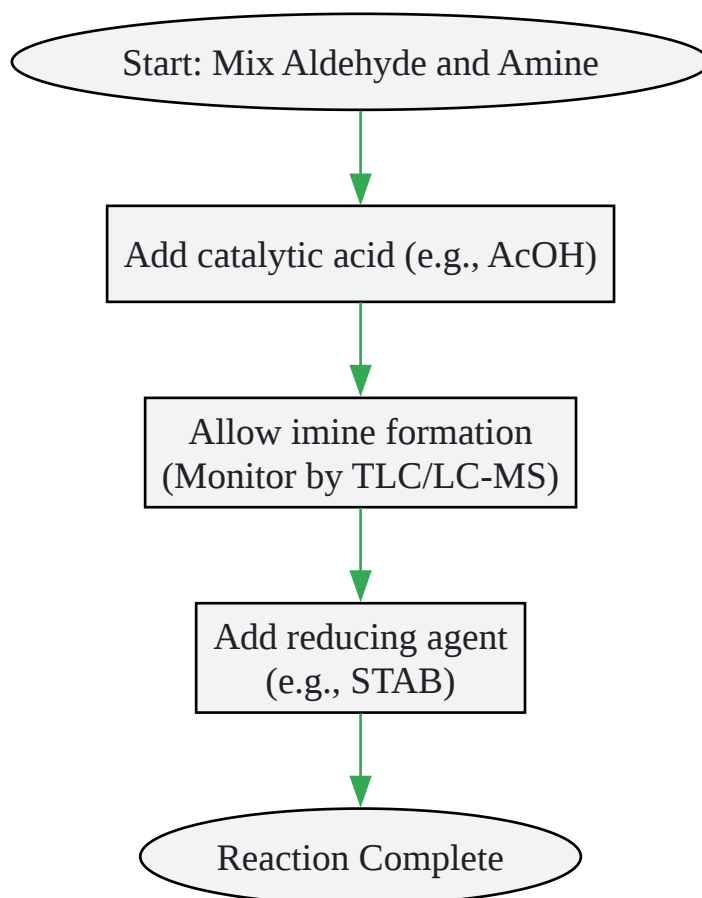 Start: Mix Aldehyde and Amine
Add catalytic acid (e.g., AcOH)
Allow imine formation
(Monitor by TLC/LC-MS)
Add reducing agent
(e.g., STAB)
Reaction Complete